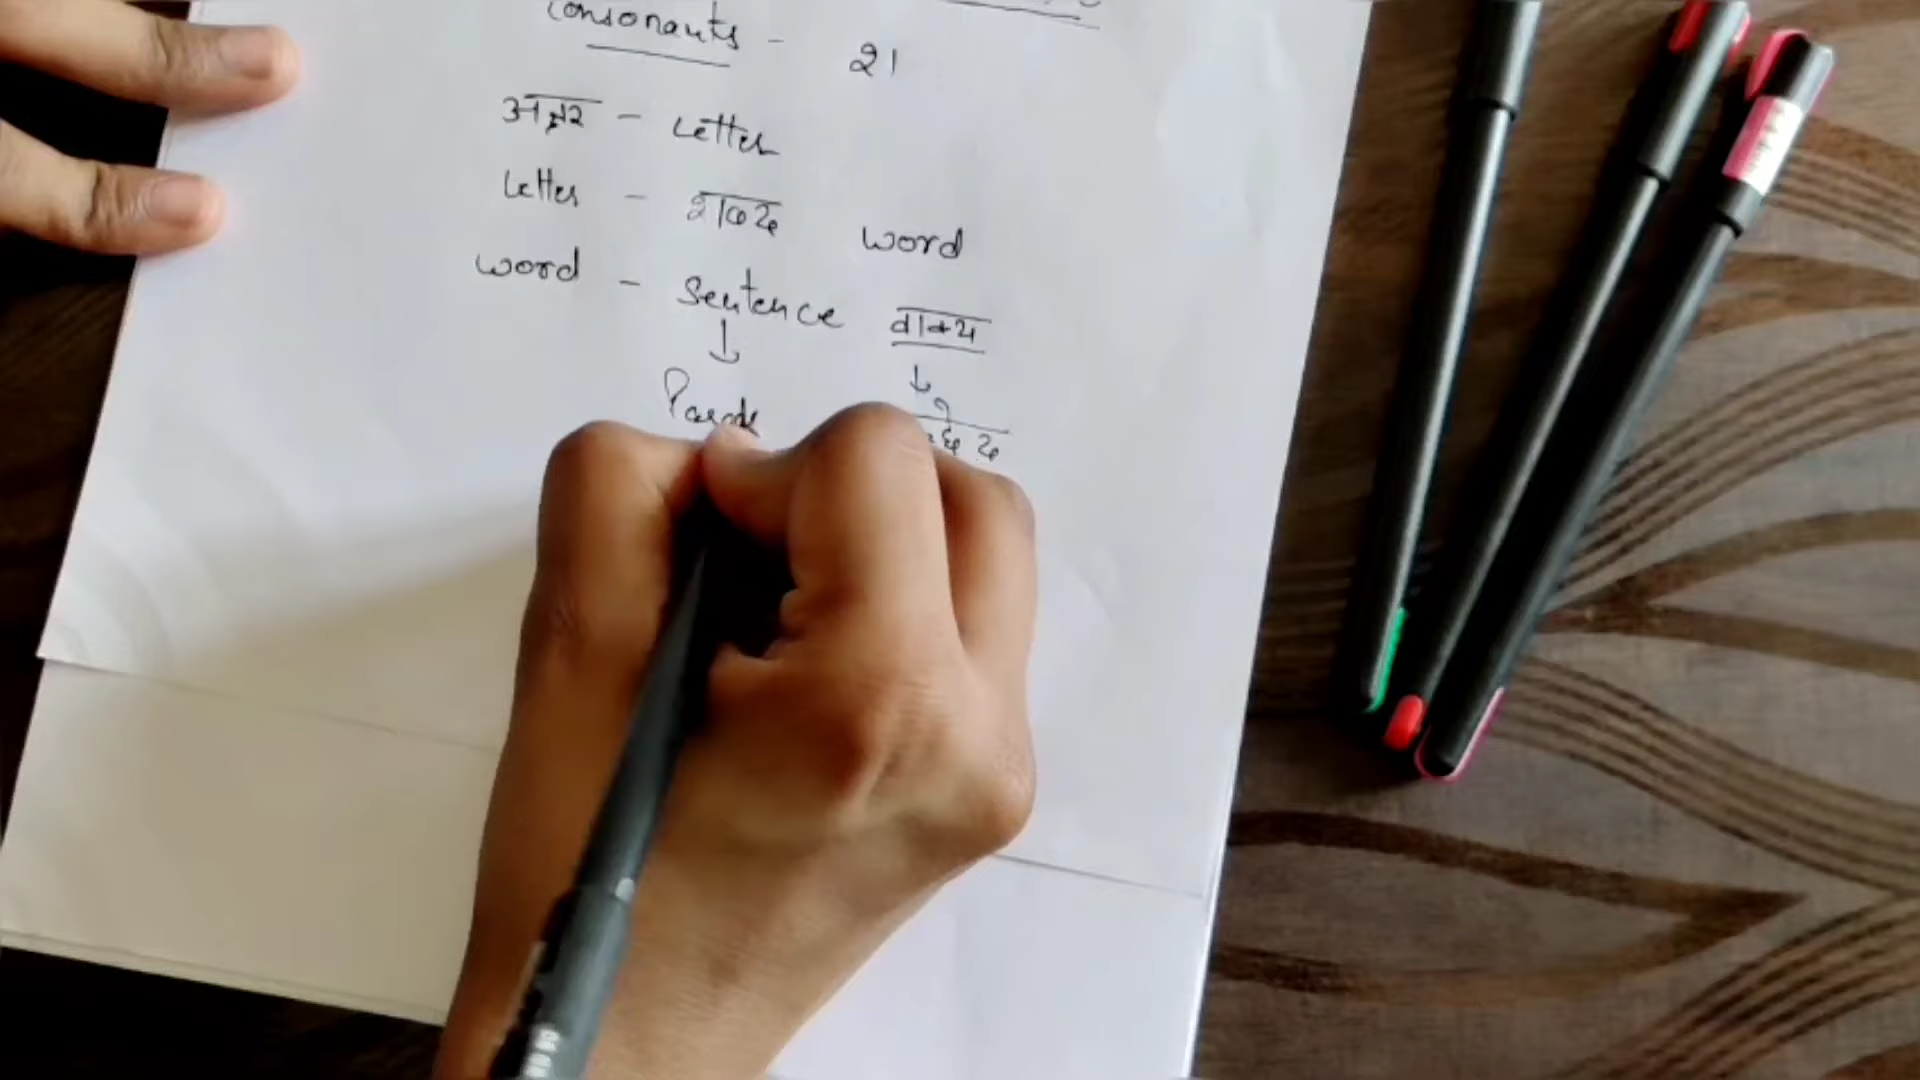 Consonants - 21
अक्षर - Letter
Letter - शब्द word
word - Sentence वाक्य
↓ ↓